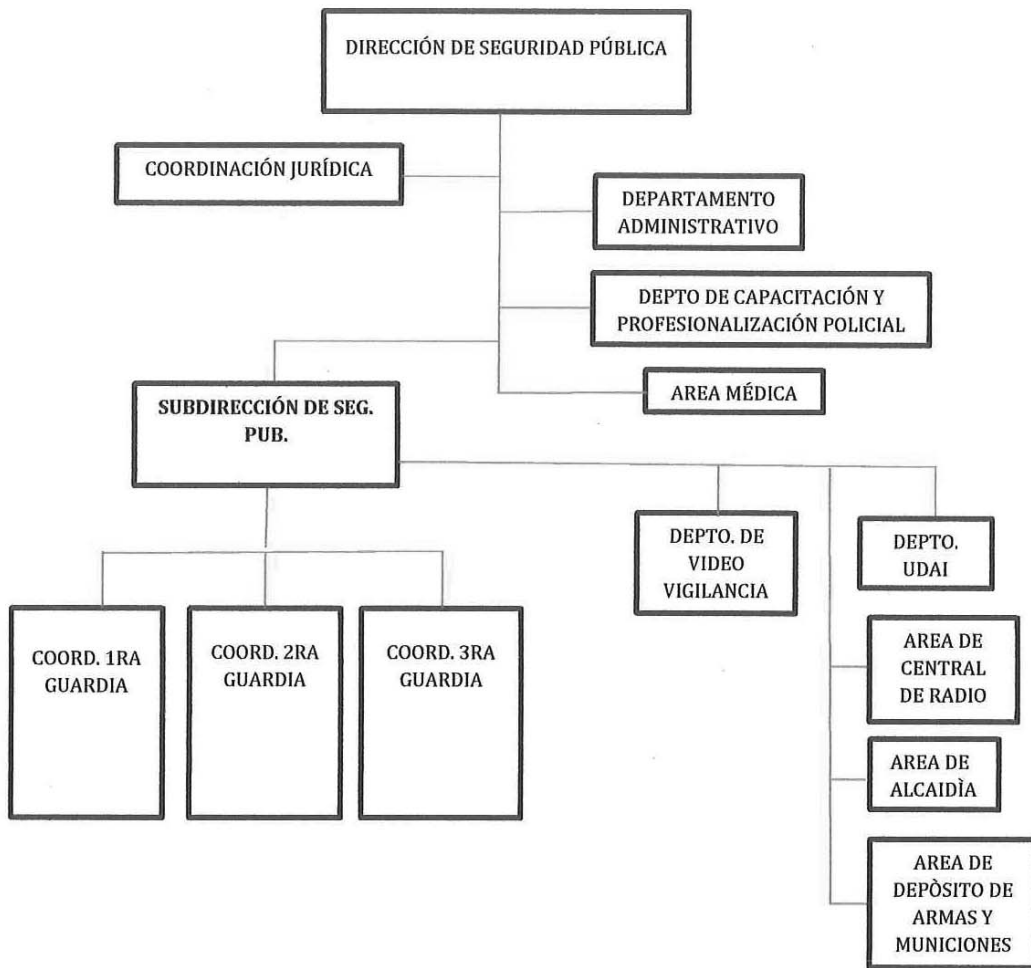 DIRECCIÓN DE SEGURIDAD PÚBLICA
COORDINACIÓN JURÍDICA
DEPARTAMENTO
ADMINISTRATIVO
DEPTO DE CAPACITACIÓN Y
PROFESIONALIZACIÓN POLICIAL
AREA MÉDICA
SUBDIRECCIÓN DE SEG.
PUB.
DEPTO. DE
VIDEO
VIGILANCIA
DEPTO.
UDAI
COORD. 1RA
GUARDIA
COORD. 2RA
GUARDIA
COORD. 3RA
GUARDIA
AREA DE
CENTRAL
DE RADIO
AREA DE
ALCAIDÌA
AREA DE
DEPÒSITO DE
ARMAS Y
MUNICIONES